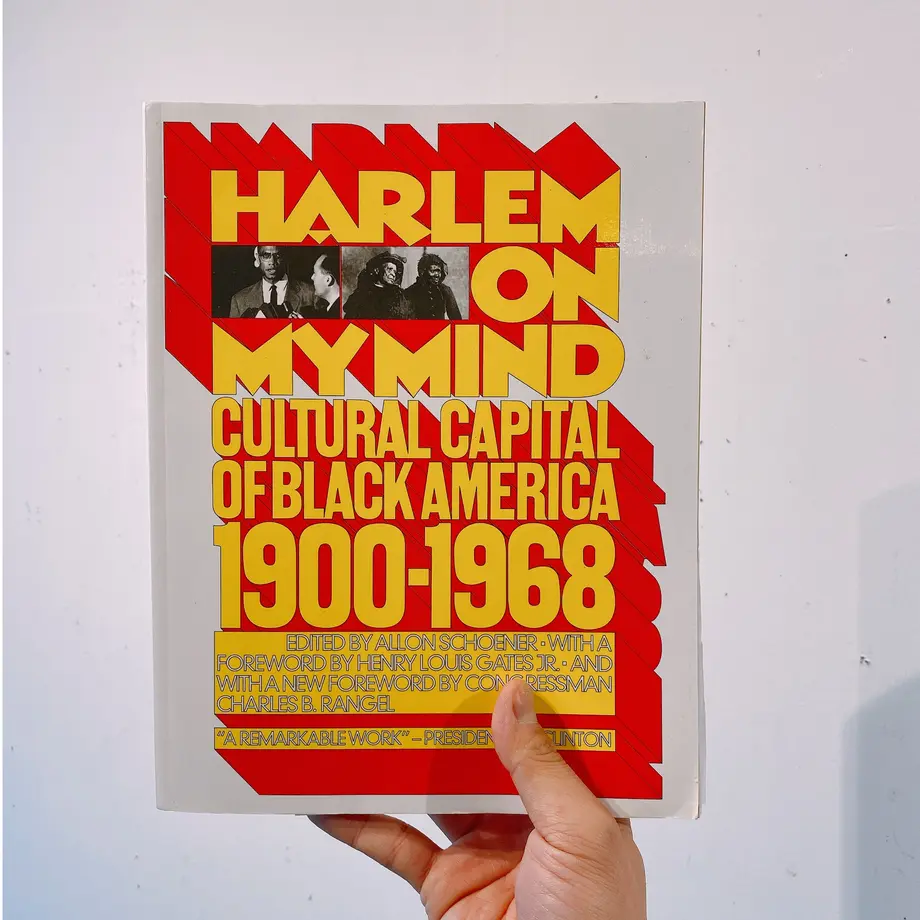 HARLEM
ON
MY MIND
CULTURAL CAPITAL
OF BLACK AMERICA
1900-1968
EDITED BY ALLON SCHOENER · WITH A
FOREWORD BY HENRY LOUIS GATES JR. · AND
WITH A NEW FOREWORD BY CONGRESSMAN
CHARLES B. RANGEL
"A REMARKABLE WORK" – PRESIDENT CLINTON